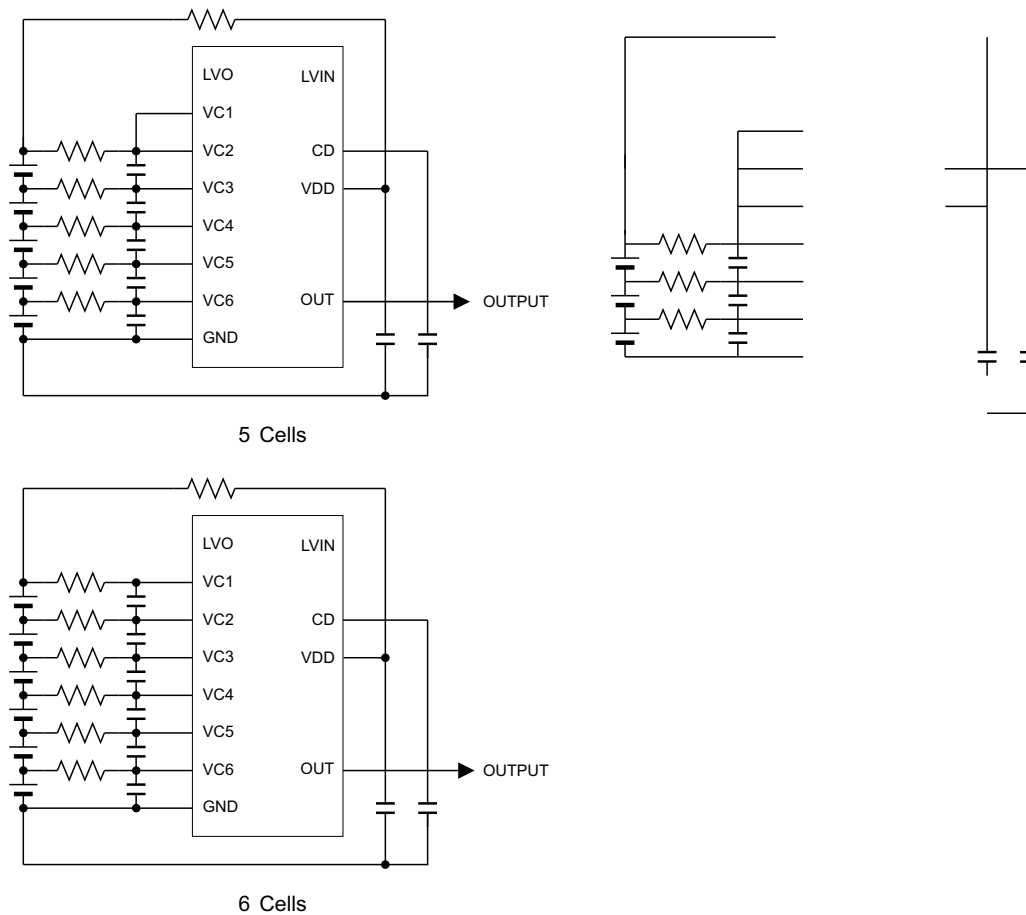 LVO
LVIN
VC1
VC2
CD
VC3
VDD
VC4
VC5
VC6
OUT
OUTPUT
GND
5 Cells
LVO
LVIN
VC1
VC2
CD
VC3
VDD
VC4
VC5
VC6
OUT
OUTPUT
GND
6 Cells